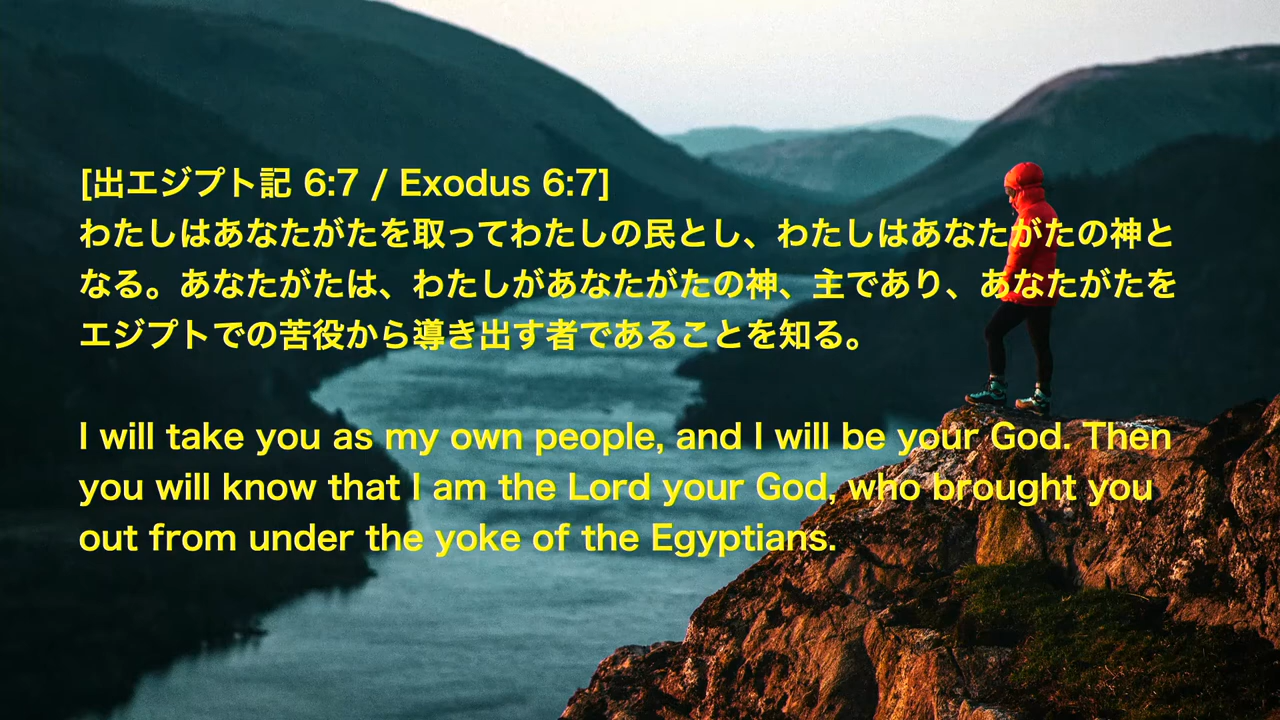 [出エジプト記 6:7 / Exodus 6:7]
わたしはあなたがたを取ってわたしの民とし、わたしはあなたがたの神と
なる。あなたがたは、わたしがあなたがたの神、主であり、あなたがたを
エジプトでの苦役から導き出す者であることを知る。
I will take you as my own people, and I will be your God. Then
you will know that I am the Lord your God, who brought you
out from under the yoke of the Egyptians.